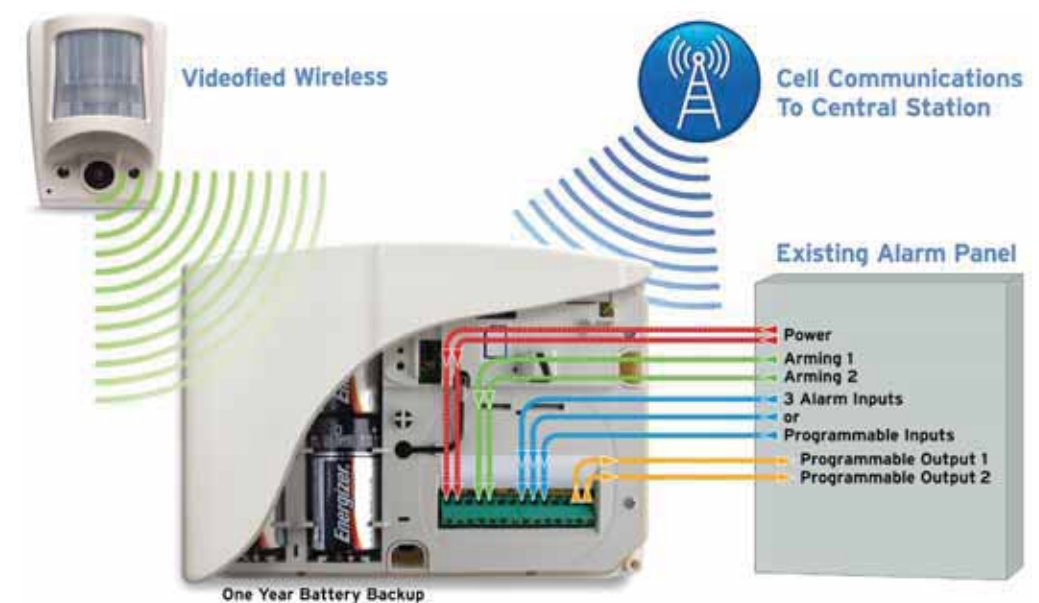 Videofied Wireless
Cell Communications
To Central Station
Existing Alarm Panel
Power
Arming 1
Arming 2
3 Alarm Inputs
or
Programmable Inputs
Programmable Output 1
Programmable Output 2
Energizer
One Year Battery Backup